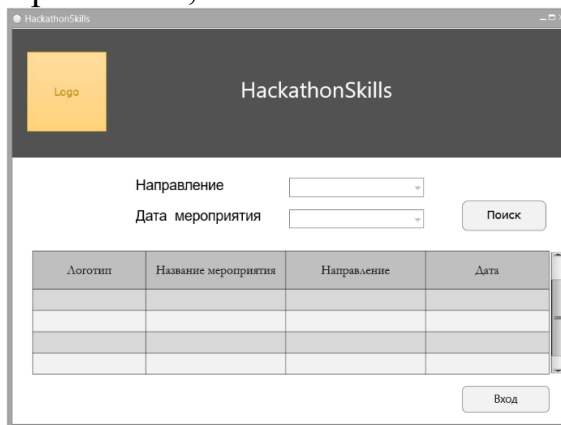 HackathonSkills
Logo
HackathonSkills
Направление
Дата мероприятия
Поиск
Логотип Название мероприятия Направление Дата
Вход